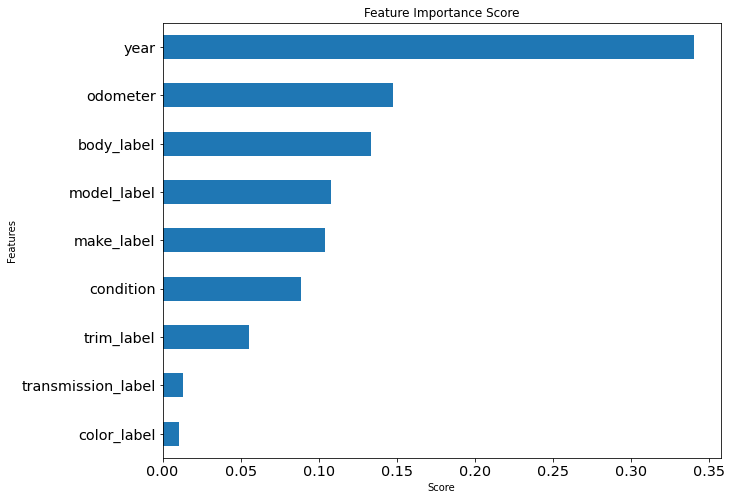 Feature Importance Score
year
odometer
body_label
model_label
make_label
condition
trim_label
transmission_label
color_label
Features
0.00 0.05 0.10 0.15 0.20 0.25 0.30 0.35
Score